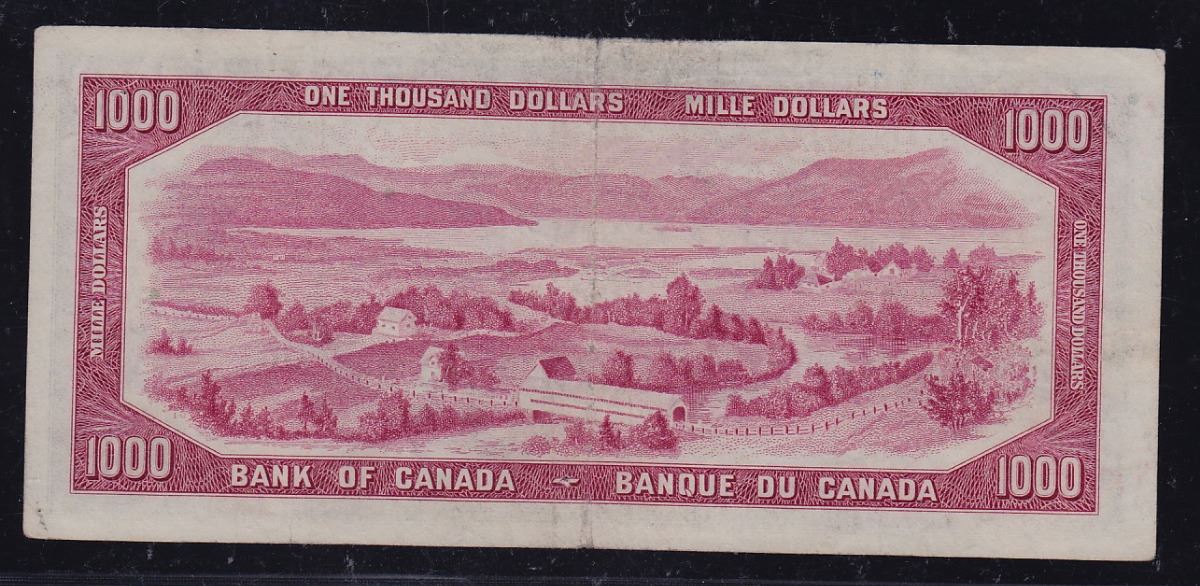 1000
ONE THOUSAND DOLLARS MILLE DOLLARS
1000
MILLE DOLLARS
ONE THOUSAND DOLLARS
1000
BANK OF CANADA - BANQUE DU CANADA
1000